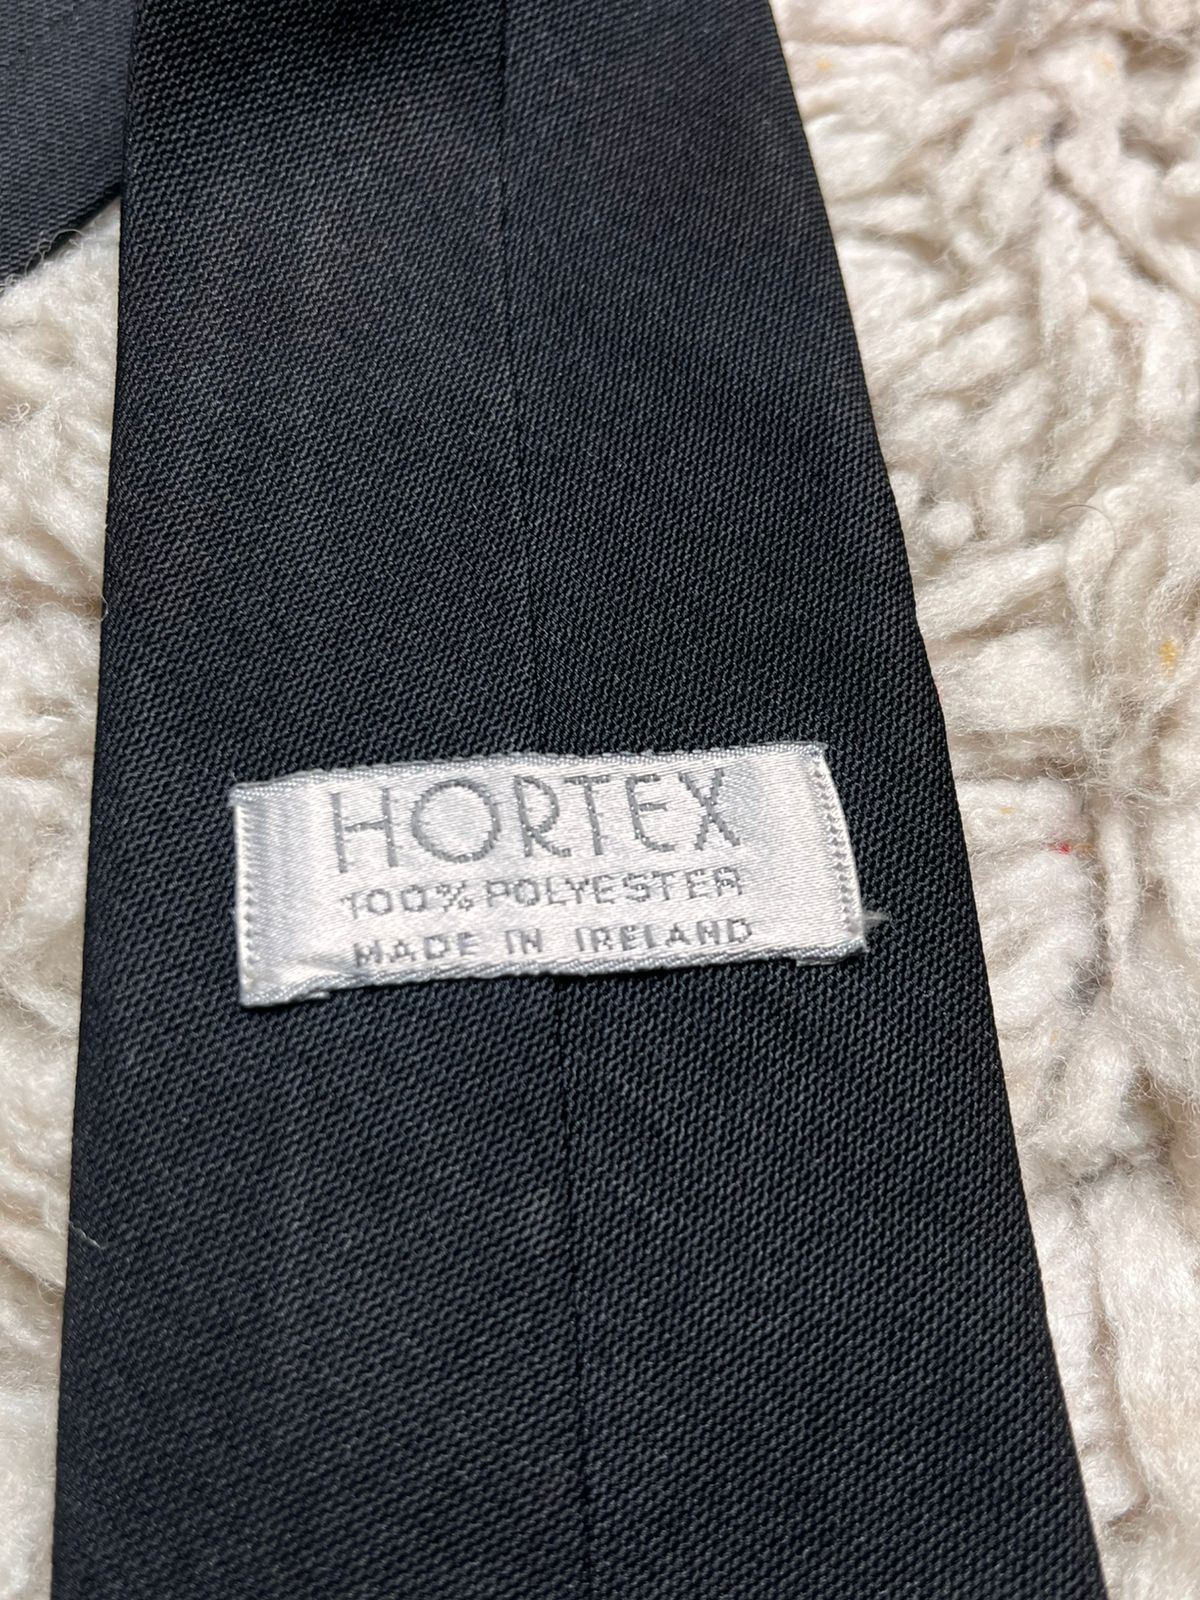 HORTEX
100% POLYESTER
MADE IN IRELAND